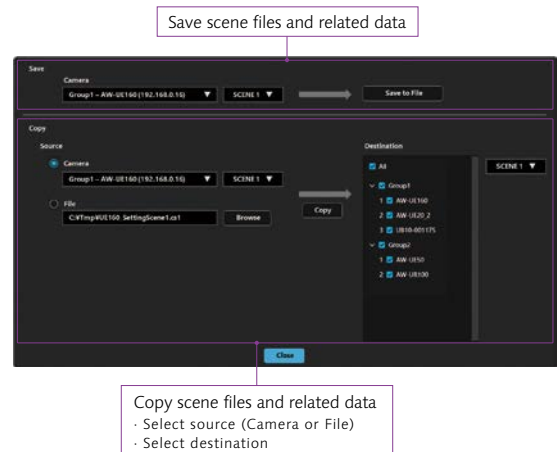 Save scene files and related data
Save
Camera
Group1 – AW-UE160 (192.168.0.16) ▼ SCENE 1 ▼ Save to File
Copy
Source Destination
Camera All SCENE 1 ▼
Group1 – AW-UE160 (192.168.0.16) ▼ SCENE 1 ▼ Group1
1 AW-UE160
File Copy 2 AW-UE20_2
C:¥Tmp¥UE160_SettingScene1.cs1 Browse 3 UB10-001175
Group2
1 AW-UE50
2 AW-UE100
Close
Copy scene files and related data
· Select source (Camera or File)
· Select destination